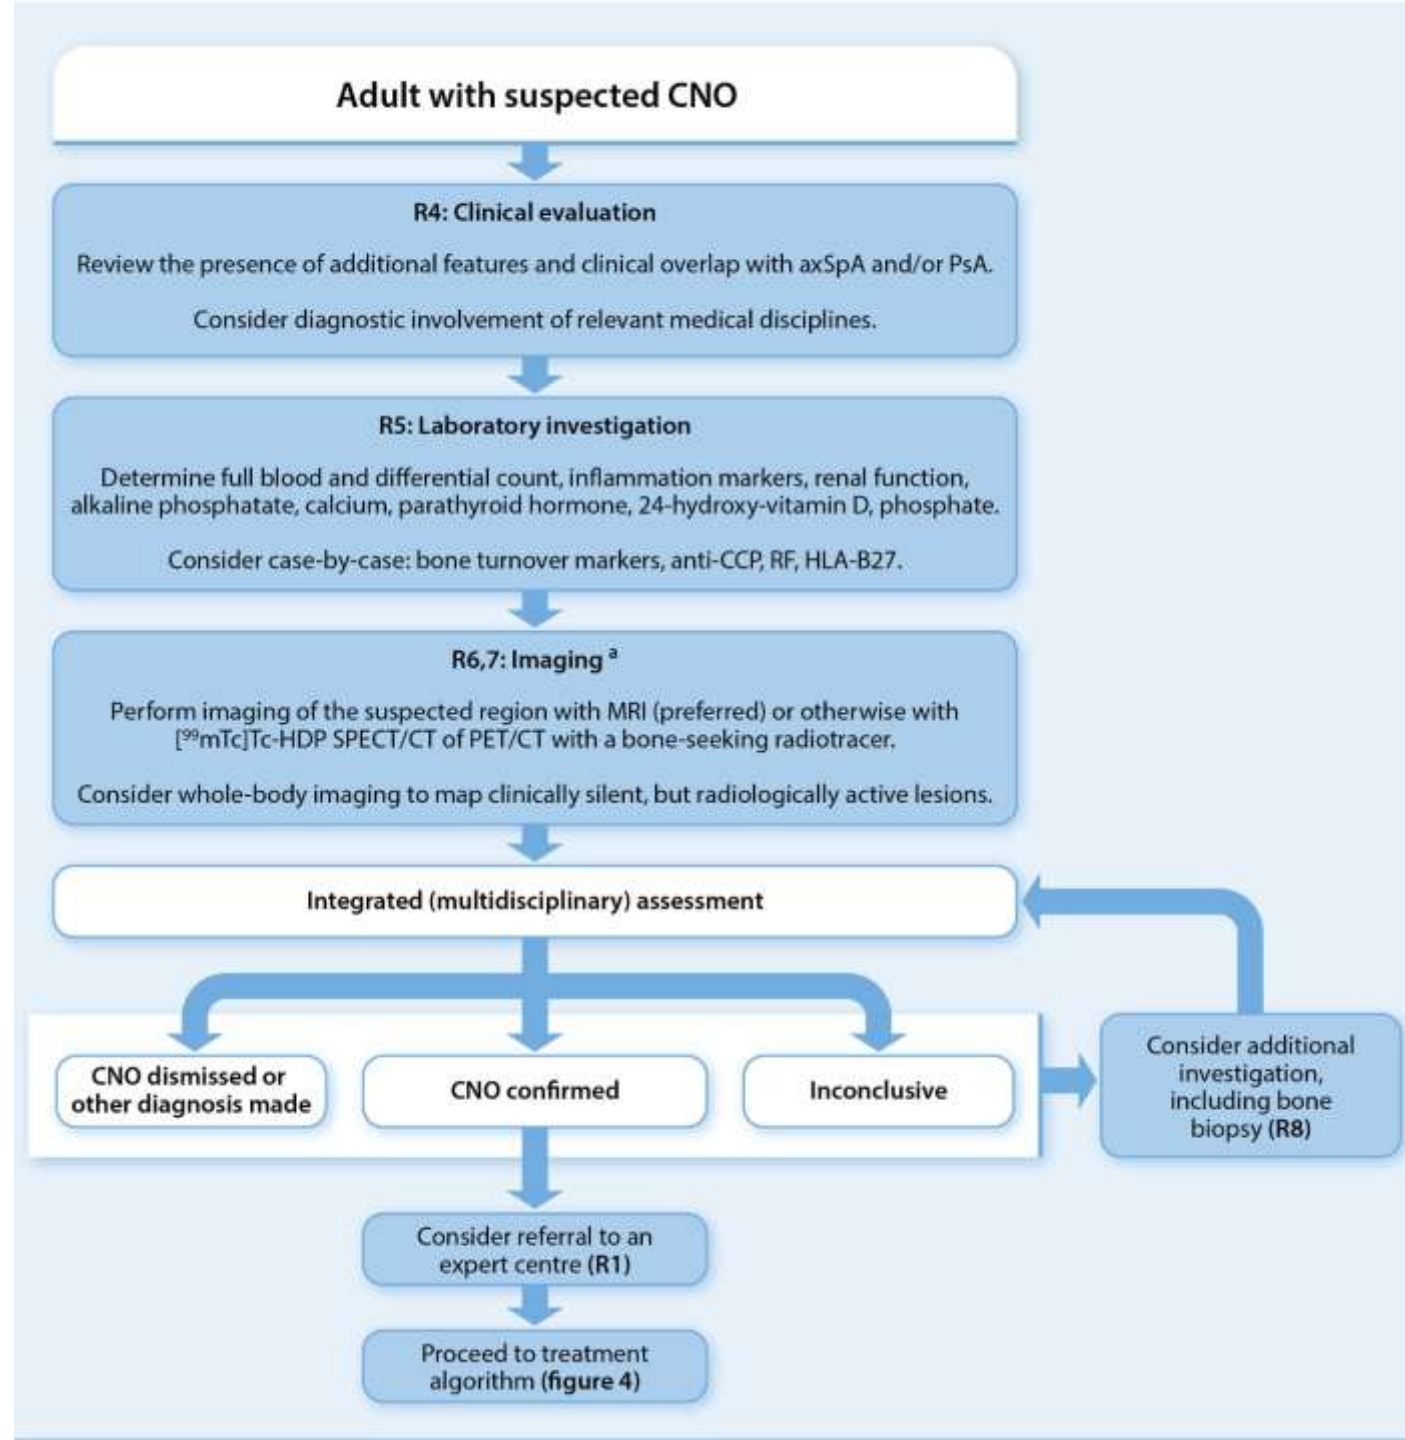 Adult with suspected CNO
R4: Clinical evaluation
Review the presence of additional features and clinical overlap with axSpA and/or PsA.
Consider diagnostic involvement of relevant medical disciplines.
R5: Laboratory investigation
Determine full blood and differential count, inflammation markers, renal function,
alkaline phosphatate, calcium, parathyroid hormone, 24-hydroxy-vitamin D, phosphate.
Consider case-by-case: bone turnover markers, anti-CCP, RF, HLA-B27.
R6,7: Imaging ᵃ
Perform imaging of the suspected region with MRI (preferred) or otherwise with
[⁹⁹mTc]Tc-HDP SPECT/CT of PET/CT with a bone-seeking radiotracer.
Consider whole-body imaging to map clinically silent, but radiologically active lesions.
Integrated (multidisciplinary) assessment
CNO dismissed or
other diagnosis made
CNO confirmed
Inconclusive
Consider additional
investigation,
including bone
biopsy (R8)
Consider referral to an
expert centre (R1)
Proceed to treatment
algorithm (figure 4)